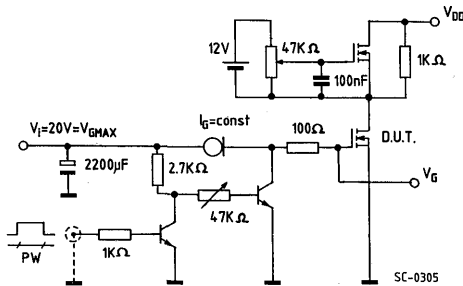 V_DD
12V
47KΩ
100nF
1KΩ
V_i=20V=V_GMAX
I_G=const
100Ω
D.U.T.
2200μF
2.7KΩ
V_G
47KΩ
1KΩ
PW
SC-0305